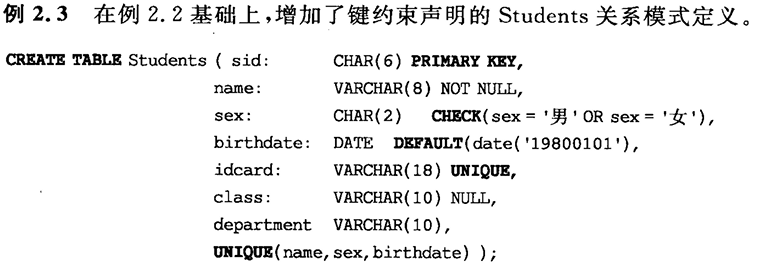 例 2.3 在例 2.2 基础上,增加了键约束声明的 Students 关系模式定义。
CREATE TABLE Students ( sid: CHAR(6) PRIMARY KEY,
name: VARCHAR(8) NOT NULL,
sex: CHAR(2) CHECK(sex = '男' OR sex = '女'),
birthdate: DATE DEFAULT(date('19800101'),
idcard: VARCHAR(18) UNIQUE,
class: VARCHAR(10) NULL,
department VARCHAR(10),
UNIQUE(name,sex,birthdate) );